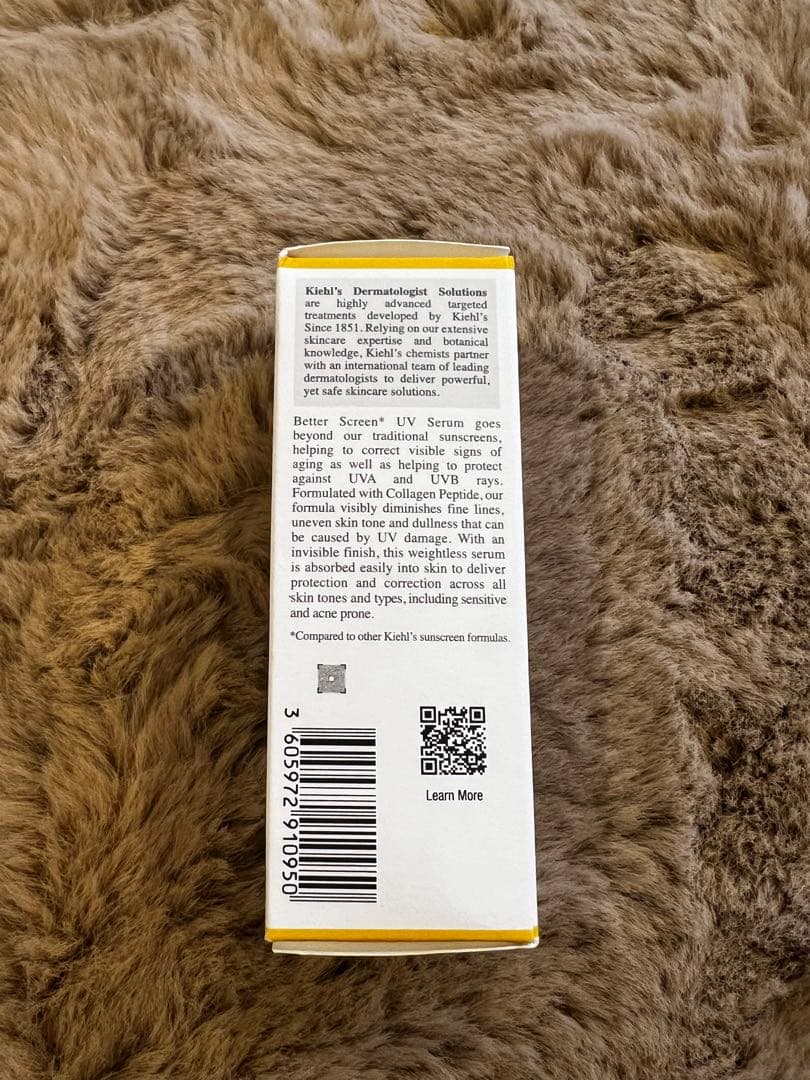 Kiehl's Dermatologist Solutions
are highly advanced targeted
treatments developed by Kiehl's
Since 1851. Relying on our extensive
skincare expertise and botanical
knowledge, Kiehl's chemists partner
with an international team of leading
dermatologists to deliver powerful,
yet safe skincare solutions.
Better Screen* UV Serum goes
beyond our traditional sunscreens,
helping to correct visible signs of
aging as well as helping to protect
against UVA and UVB rays.
Formulated with Collagen Peptide, our
formula visibly diminishes fine lines,
uneven skin tone and dullness that can
be caused by UV damage. With an
invisible finish, this weightless serum
is absorbed easily into skin to deliver
protection and correction across all
skin tones and types, including sensitive
and acne prone.
*Compared to other Kiehl's sunscreen formulas.
3 605972 910950
Learn More